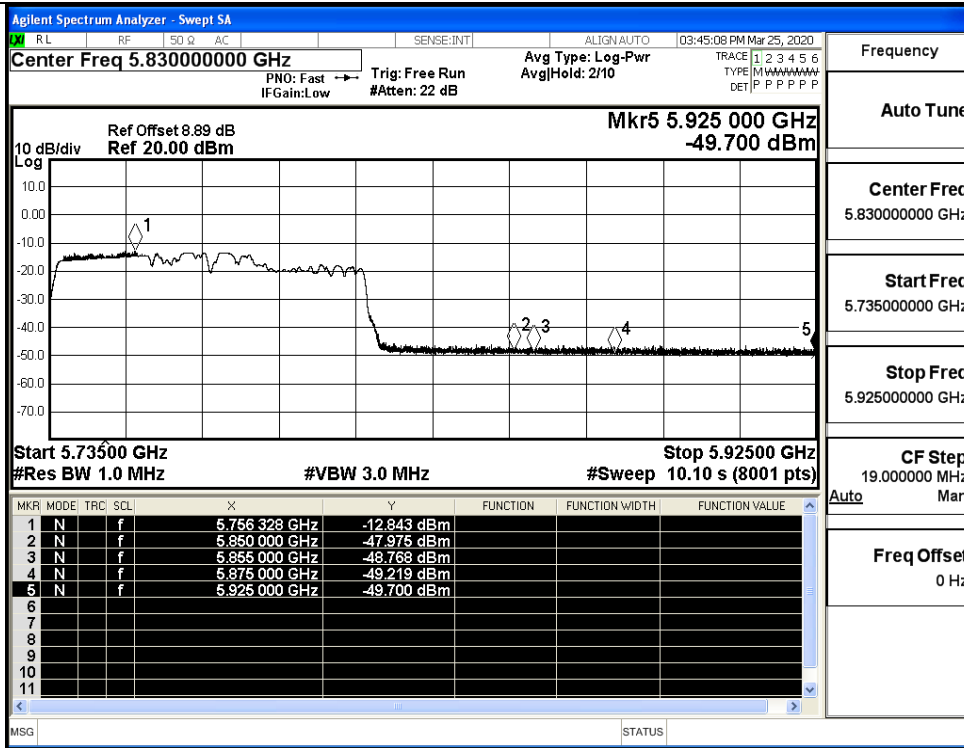 Agilent Spectrum Analyzer - Swept SA
LXI RL RF 50 Ω AC SENSE:INT ALIGN AUTO 03:45:08 PM Mar 25, 2020
Center Freq 5.830000000 GHz
PNO: Fast
IFGain:Low
Trig: Free Run
#Atten: 22 dB
Avg Type: Log-Pwr
Avg|Hold: 2/10
TRACE 1 2 3 4 5 6
TYPE M W W W W W
DET P P P P P P
Ref Offset 8.89 dB
10 dB/div Ref 20.00 dBm
Log
Mkr5 5.925 000 GHz
-49.700 dBm
10.0
0.00
-10.0
-20.0
-30.0
-40.0
-50.0
-60.0
-70.0
1
2 3 4 5
Start 5.73500 GHz Stop 5.92500 GHz
#Res BW 1.0 MHz #VBW 3.0 MHz #Sweep 10.10 s (8001 pts)
MKR MODE TRC SCL X Y FUNCTION FUNCTION WIDTH FUNCTION VALUE
1 N f 5.756 328 GHz -12.843 dBm
2 N f 5.850 000 GHz -47.975 dBm
3 N f 5.855 000 GHz -48.768 dBm
4 N f 5.875 000 GHz -49.219 dBm
5 N f 5.925 000 GHz -49.700 dBm
6
7
8
9
10
11
MSG STATUS
Frequency
Auto Tune
Center Freq
5.830000000 GHz
Start Freq
5.735000000 GHz
Stop Freq
5.925000000 GHz
CF Step
19.000000 MHz
Auto Man
Freq Offset
0 Hz